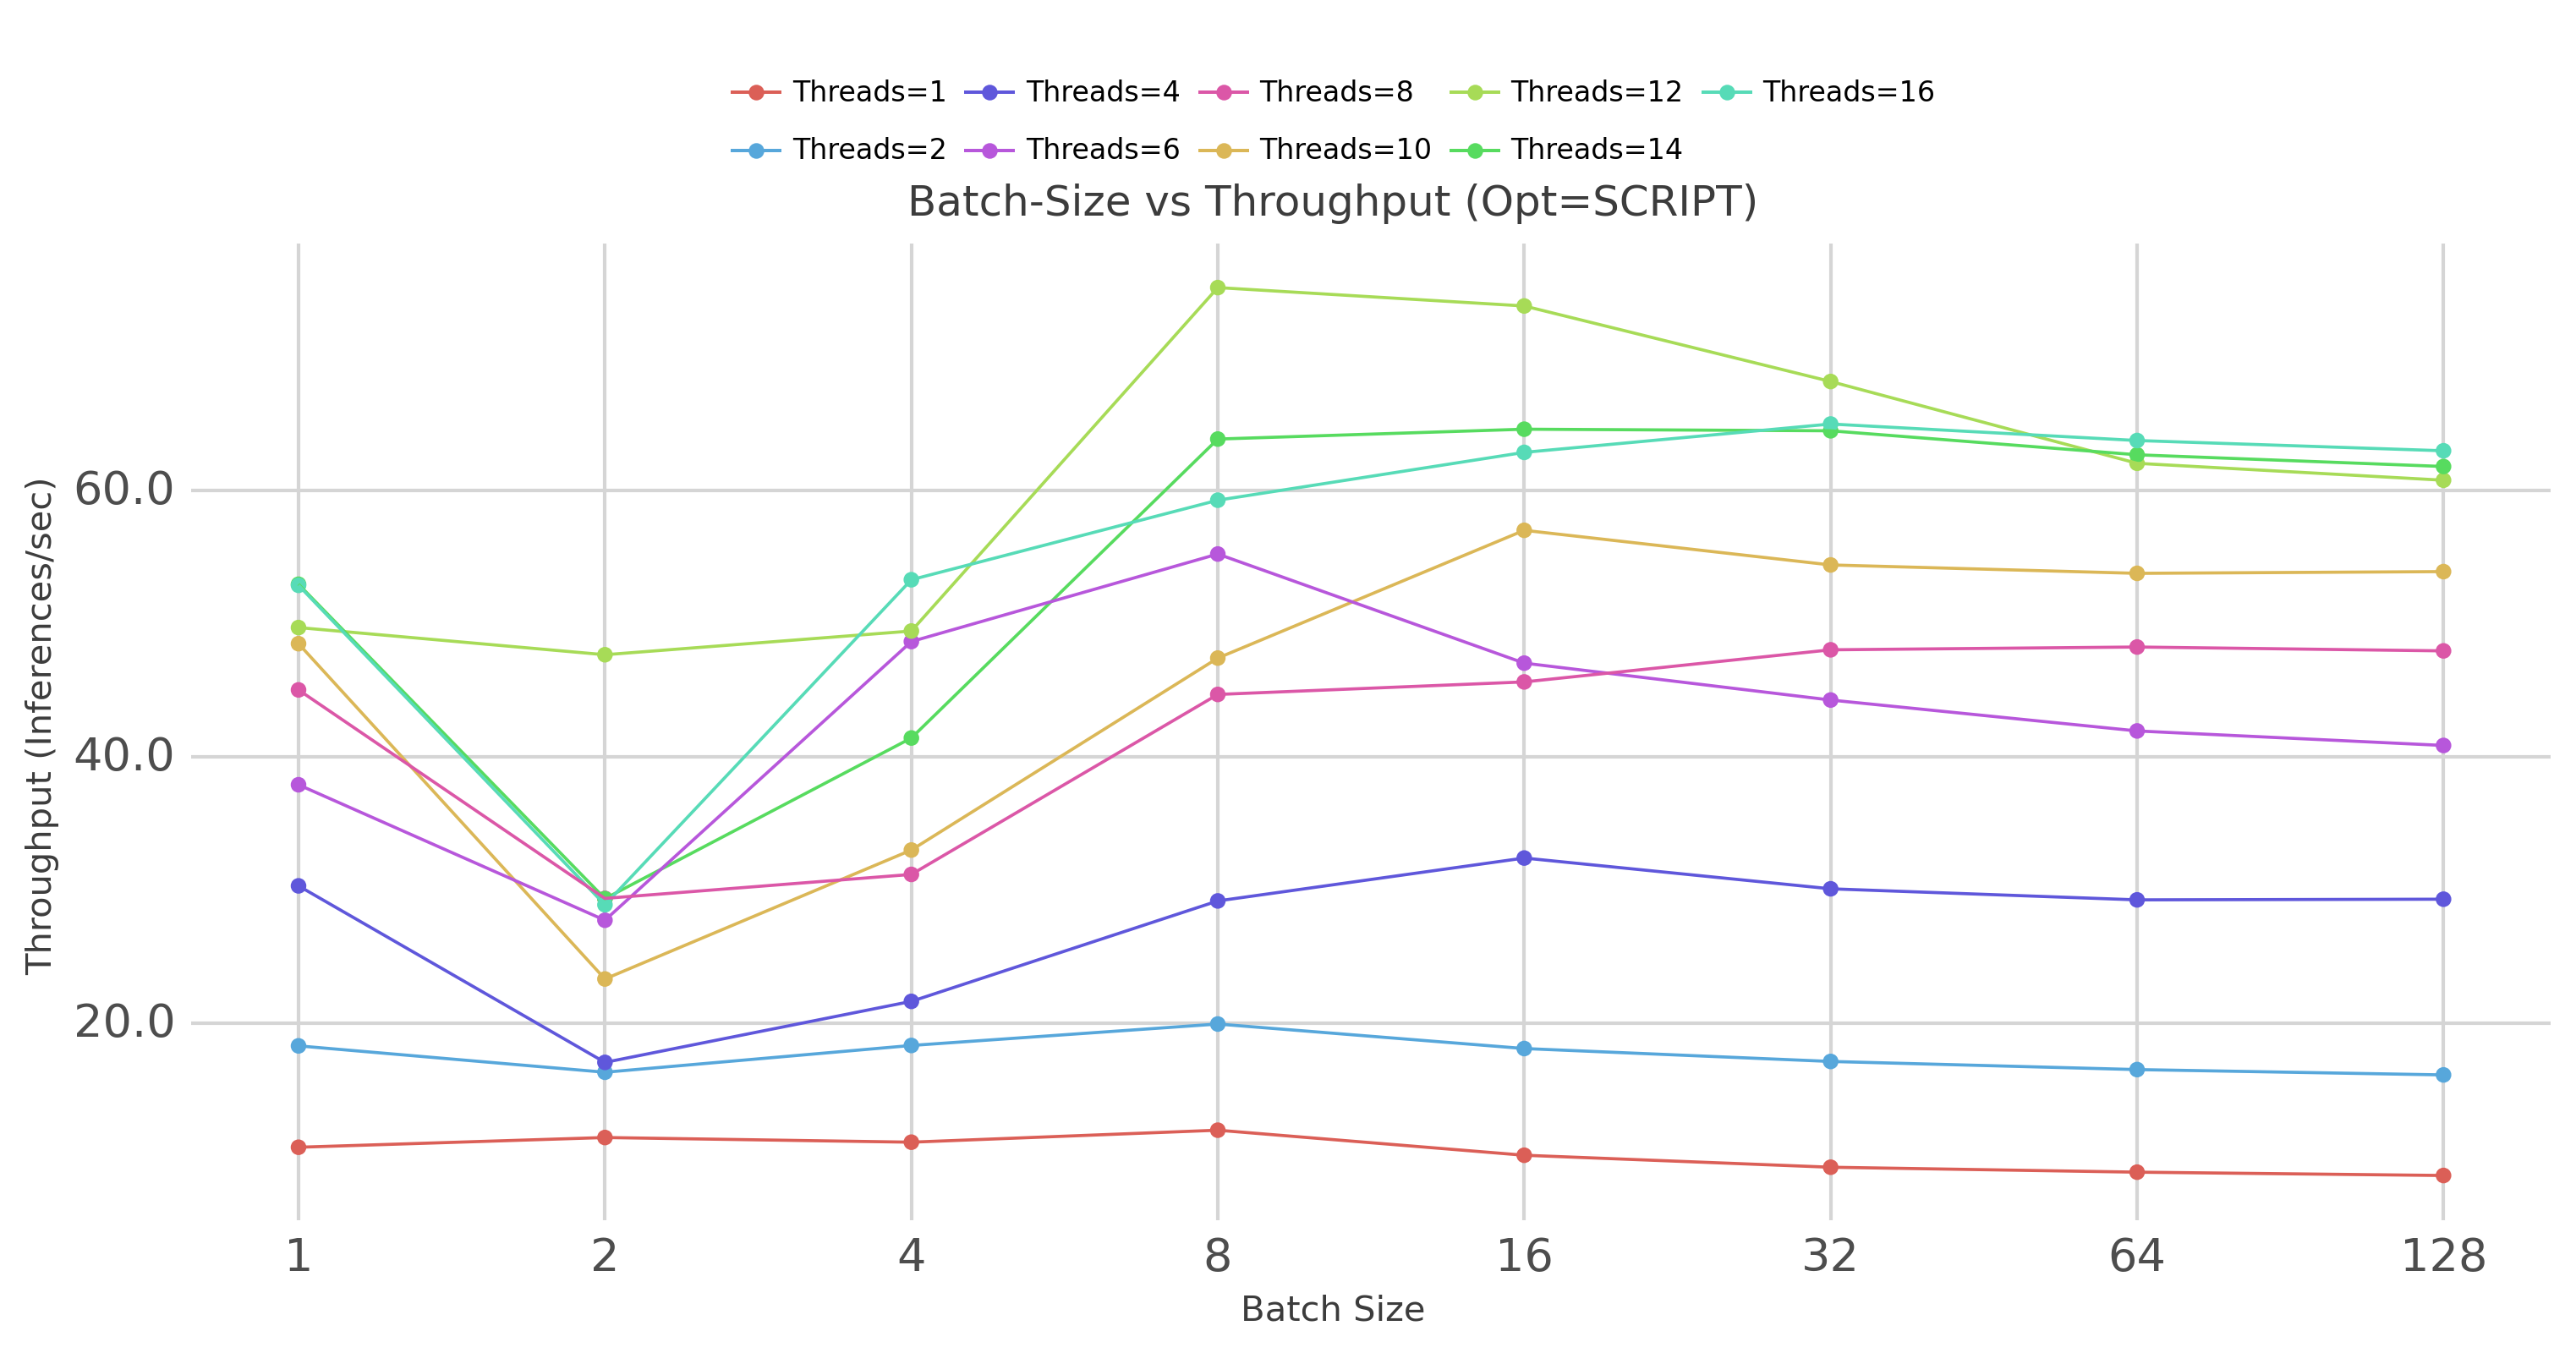 Threads=1 Threads=4 Threads=8 Threads=12 Threads=16
Threads=2 Threads=6 Threads=10 Threads=14
Batch-Size vs Throughput (Opt=SCRIPT)
Throughput (Inferences/sec)
60.0
40.0
20.0
1 2 4 8 16 32 64 128
Batch Size